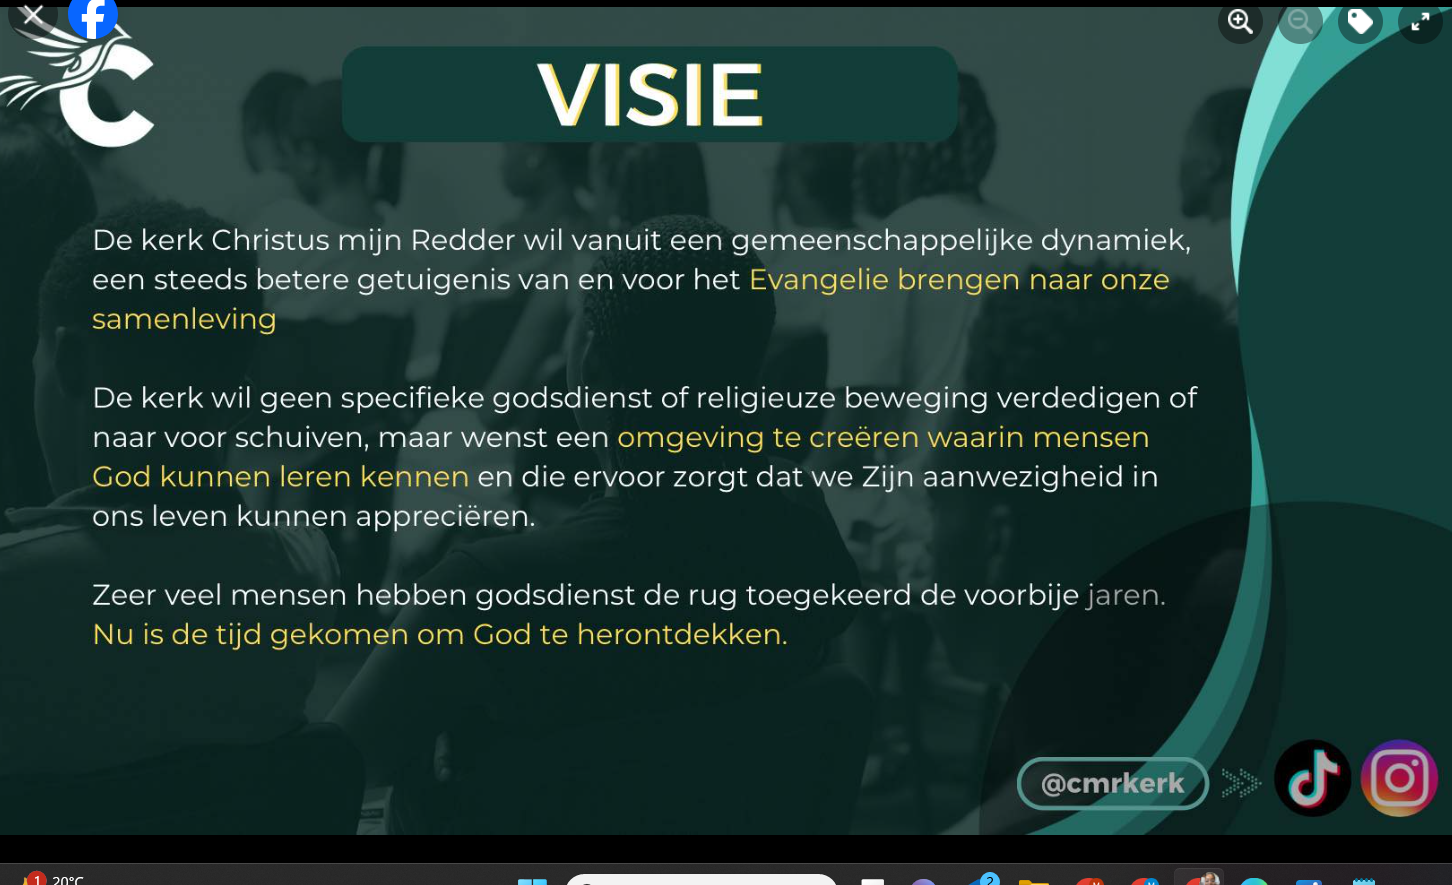 VISIE
De kerk Christus mijn Redder wil vanuit een gemeenschappelijke dynamiek,
een steeds betere getuigenis van en voor het Evangelie brengen naar onze
samenleving
De kerk wil geen specifieke godsdienst of religieuze beweging verdedigen of
naar voor schuiven, maar wenst een omgeving te creëren waarin mensen
God kunnen leren kennen en die ervoor zorgt dat we Zijn aanwezigheid in
ons leven kunnen appreciëren.
Zeer veel mensen hebben godsdienst de rug toegekeerd de voorbije jaren.
Nu is de tijd gekomen om God te herontdekken.
@cmrkerk
1 20°C 2